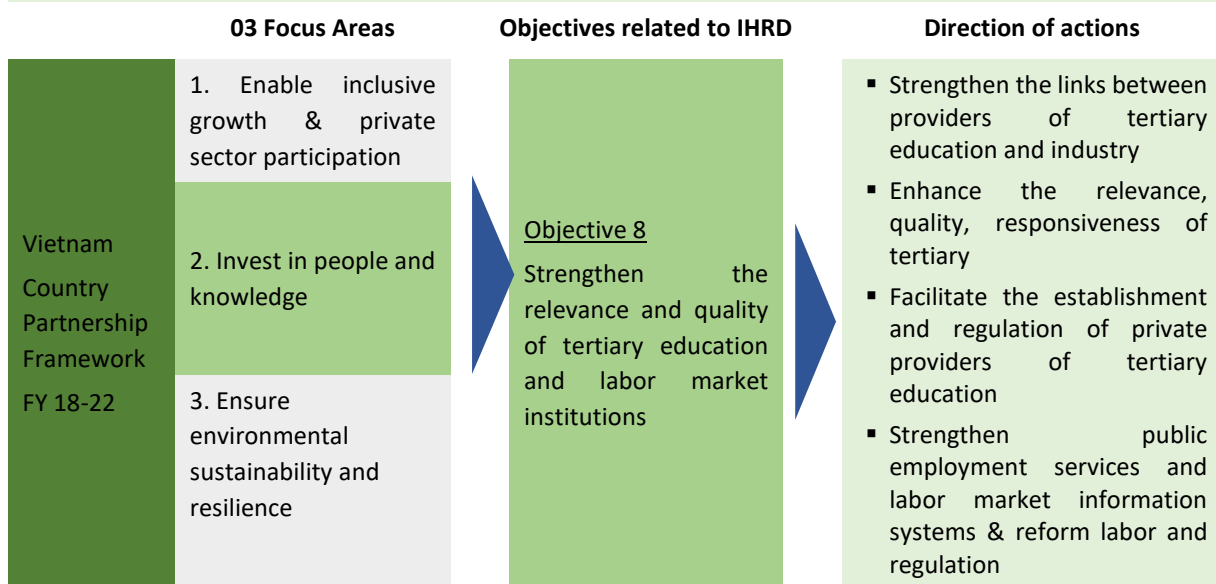 03 Focus Areas
Objectives related to IHRD
Direction of actions
Vietnam
Country
Partnership
Framework
FY 18-22
1. Enable inclusive
growth & private
sector participation
2. Invest in people and
knowledge
3. Ensure
environmental
sustainability and
resilience
Objective 8
Strengthen the
relevance and quality
of tertiary education
and labor market
institutions
▪ Strengthen the links between
providers of tertiary
education and industry
▪ Enhance the relevance,
quality, responsiveness of
tertiary
▪ Facilitate the establishment
and regulation of private
providers of tertiary
education
▪ Strengthen public
employment services and
labor market information
systems & reform labor and
regulation